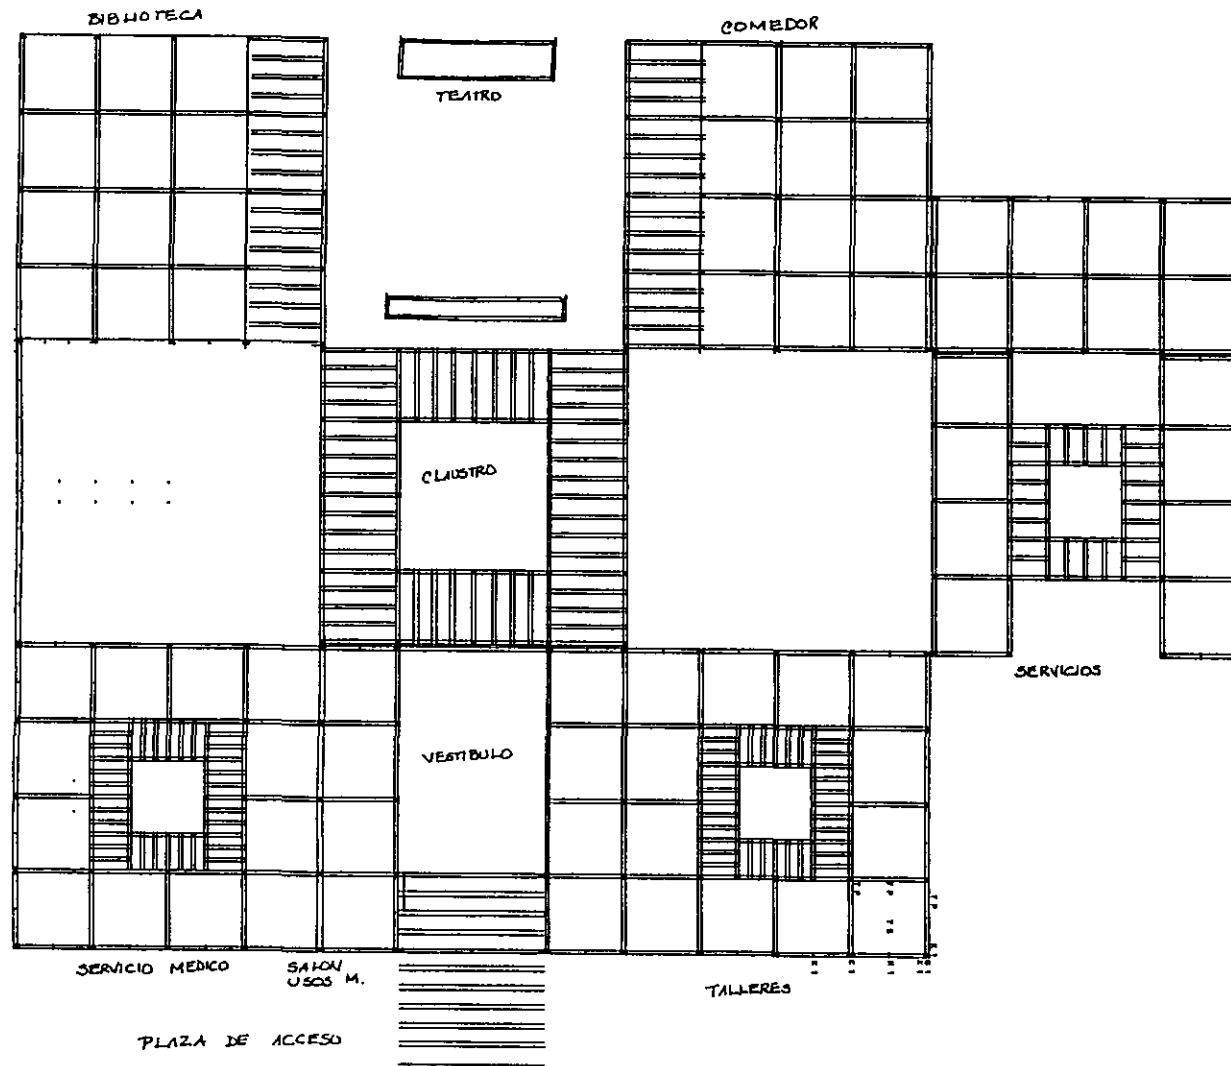 BIBLIOTECA
COMEDOR
TEATRO
CLAUSTRO
SERVICIOS
VESTIBULO
SERVICIO MEDICO
SALON
USOS M.
TALLERES
PLAZA DE ACCESO